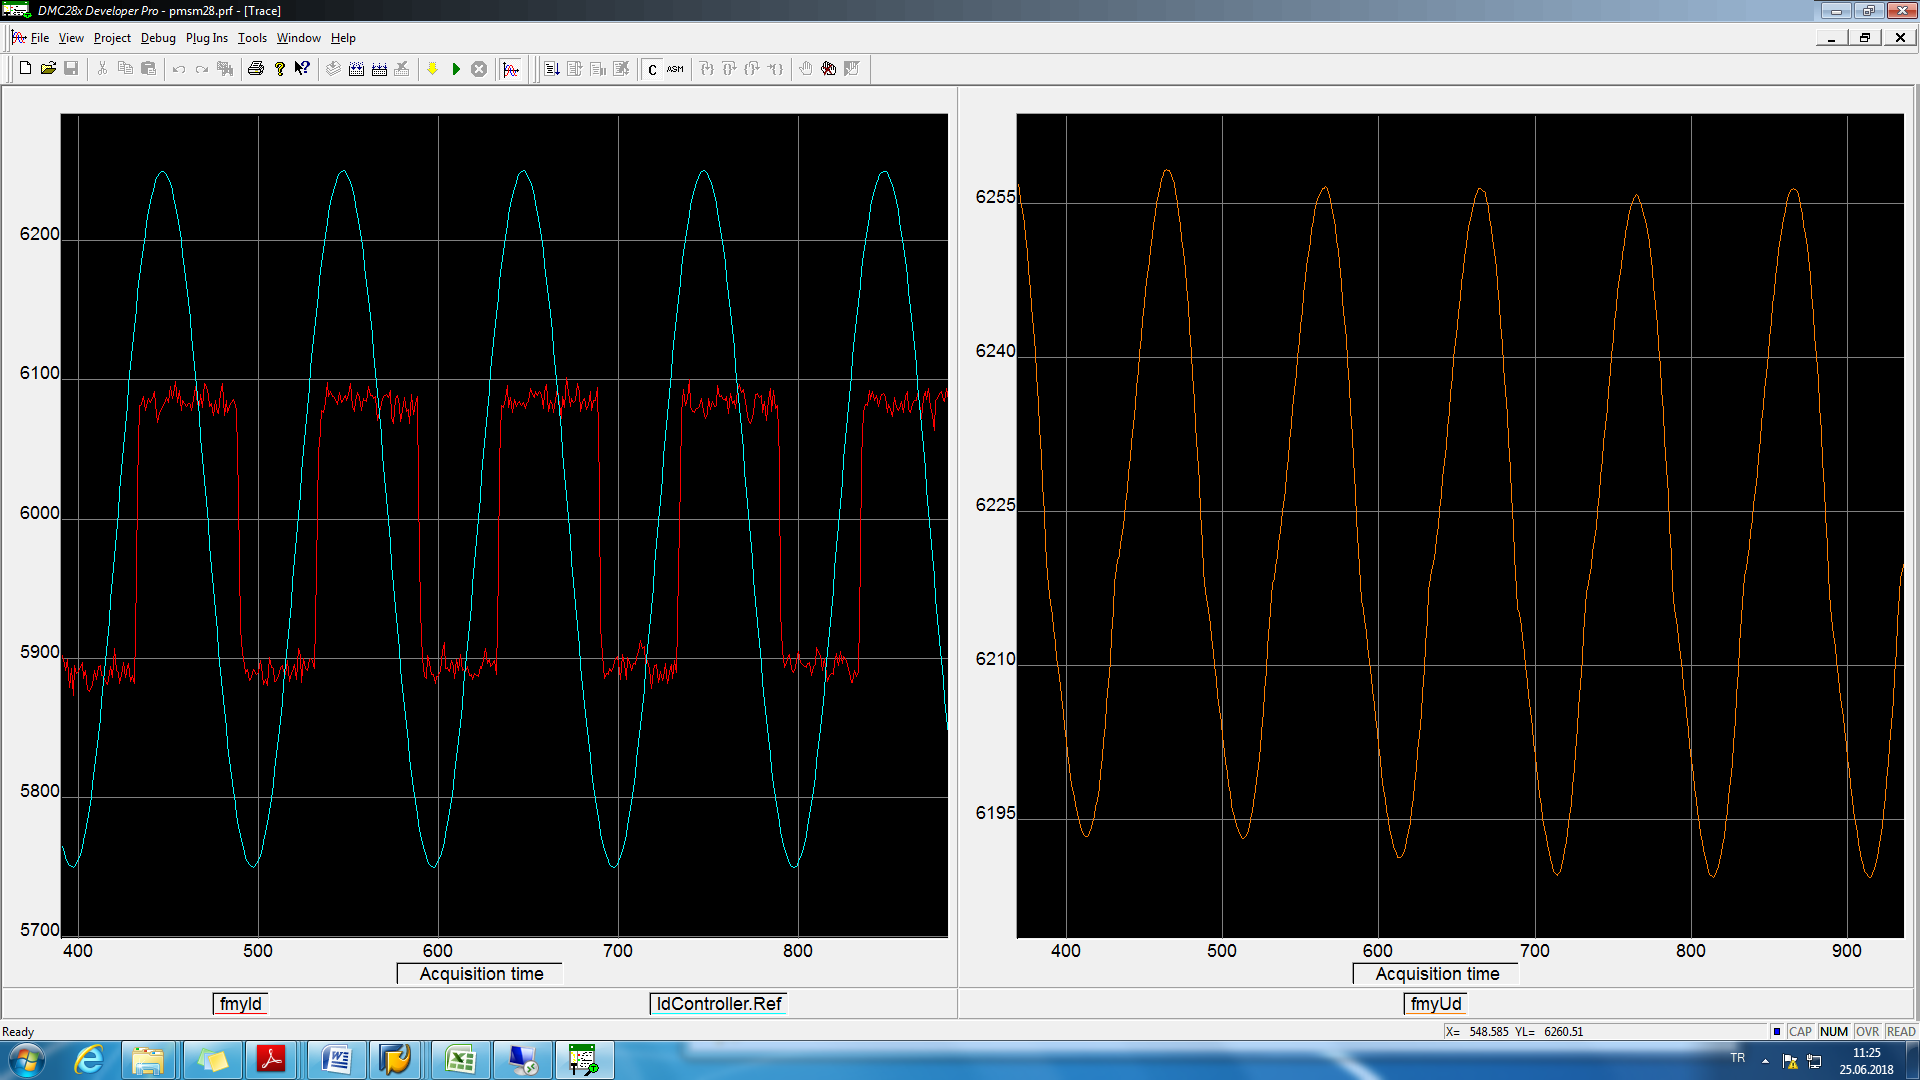 DMC28x Developer Pro - pmsm28.prf - [Trace]
File View Project Debug Plug Ins Tools Window Help
C ASM
6200
6100
6000
5900
5800
5700
400 500 600 700 800
Acquisition time
fmyId IdController.Ref
6255
6240
6225
6210
6195
400 500 600 700 800 900
Acquisition time
fmyUd
Ready X= 548.585 YL= 6260.51 CAP NUM OVR READ
TR 11:25
25.06.2018